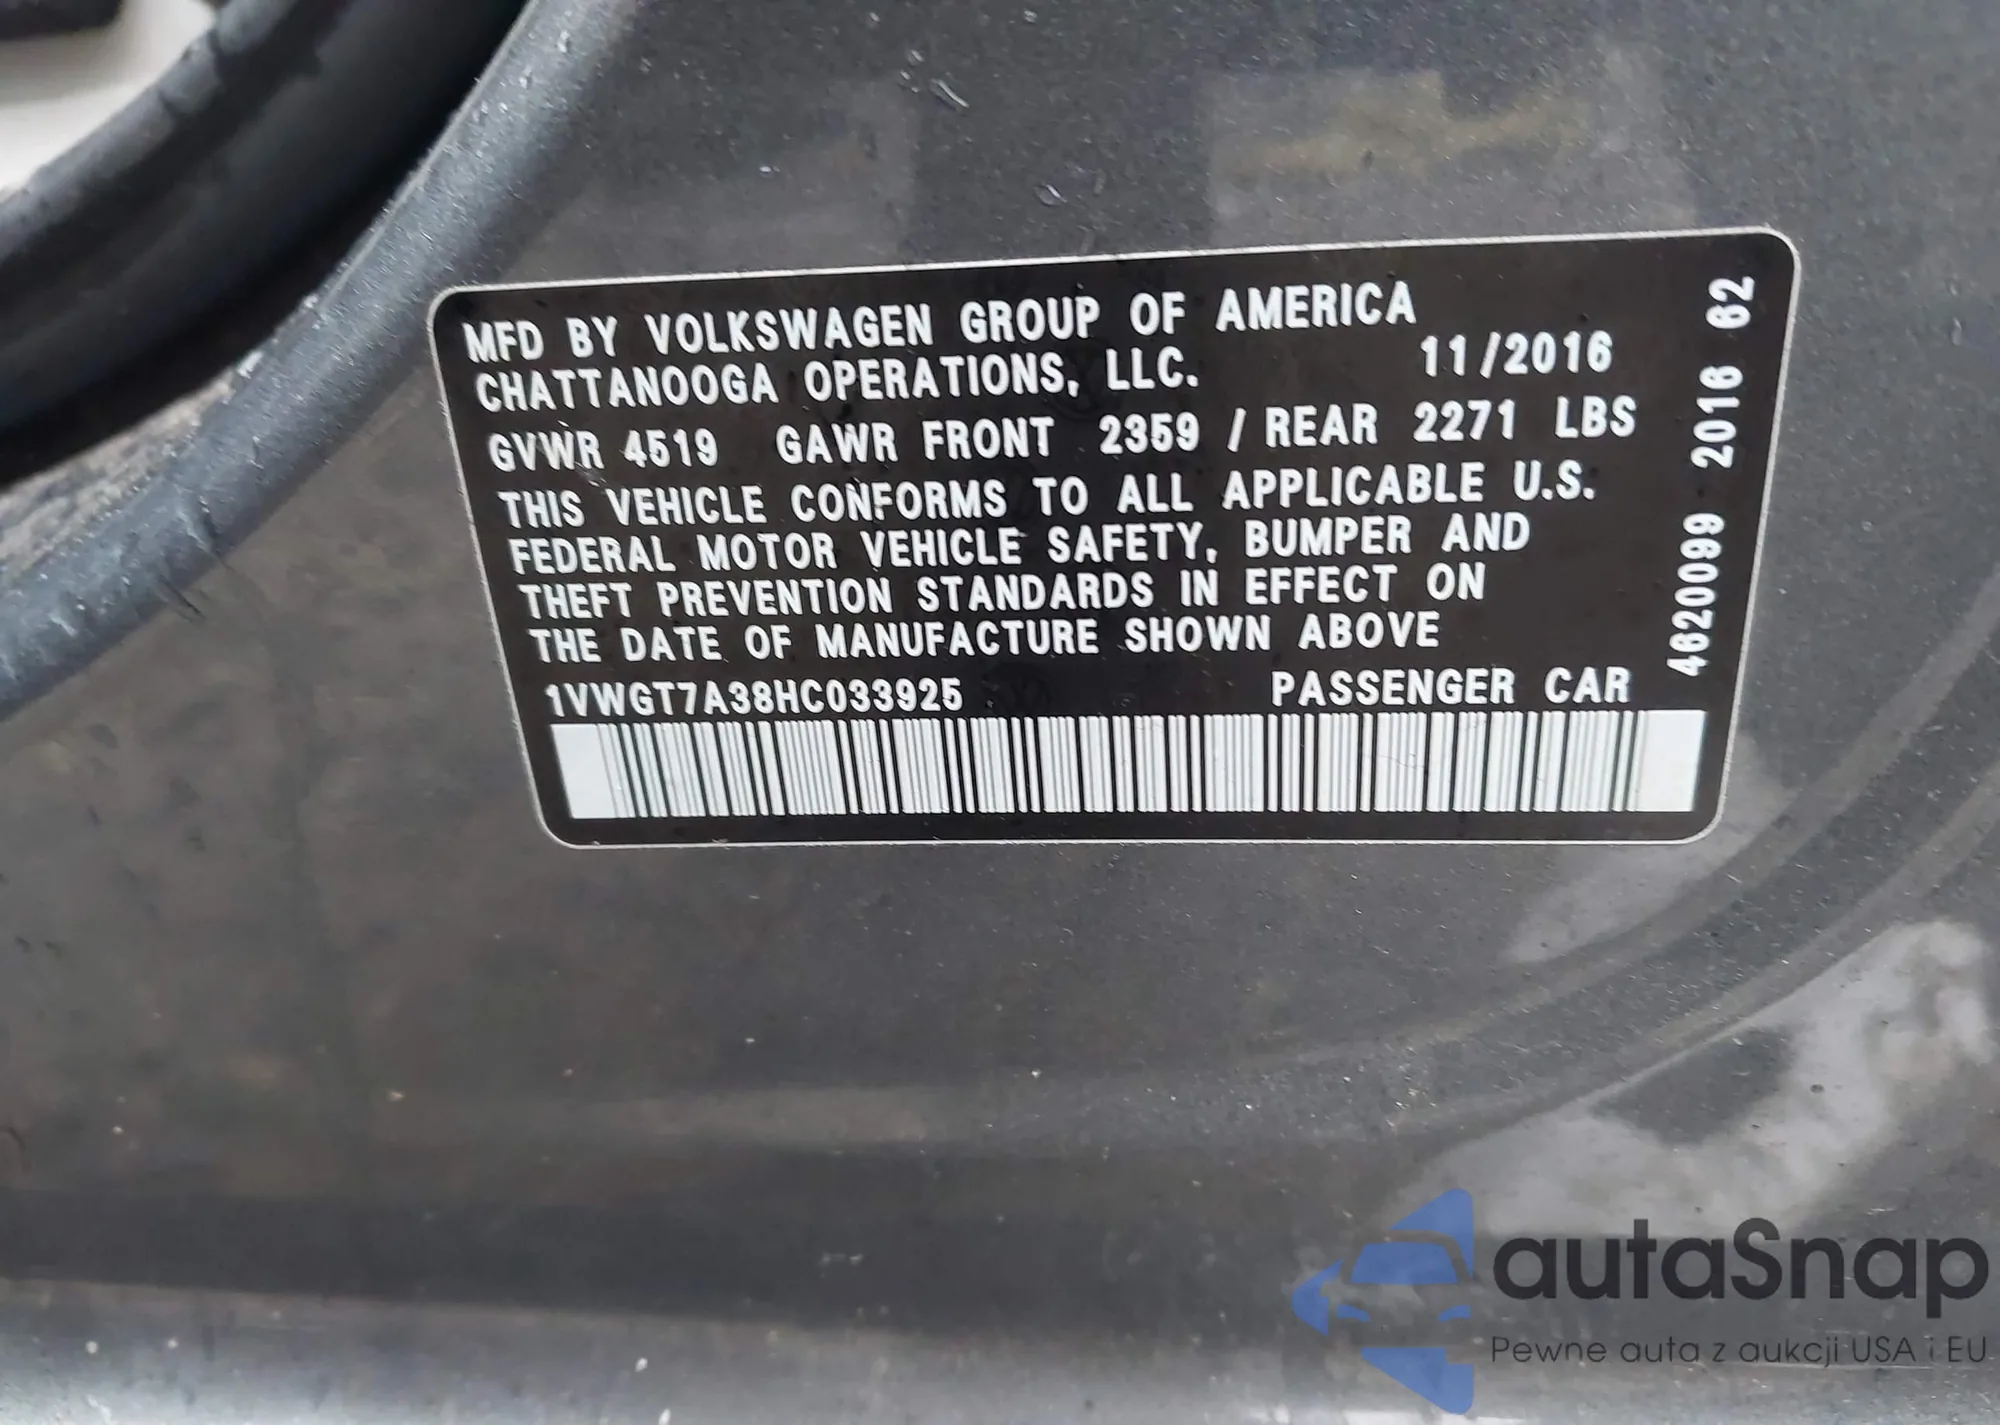 MFD BY VOLKSWAGEN GROUP OF AMERICA
CHATTANOOGA OPERATIONS, LLC. 11/2016
GVWR 4519 GAWR FRONT 2359 / REAR 2271 LBS
THIS VEHICLE CONFORMS TO ALL APPLICABLE U.S.
FEDERAL MOTOR VEHICLE SAFETY, BUMPER AND
THEFT PREVENTION STANDARDS IN EFFECT ON
THE DATE OF MANUFACTURE SHOWN ABOVE
1VWGT7A38HC033925 PASSENGER CAR
4620099 2016 62
autaSnap
Pewne auta z aukcji USA i EU